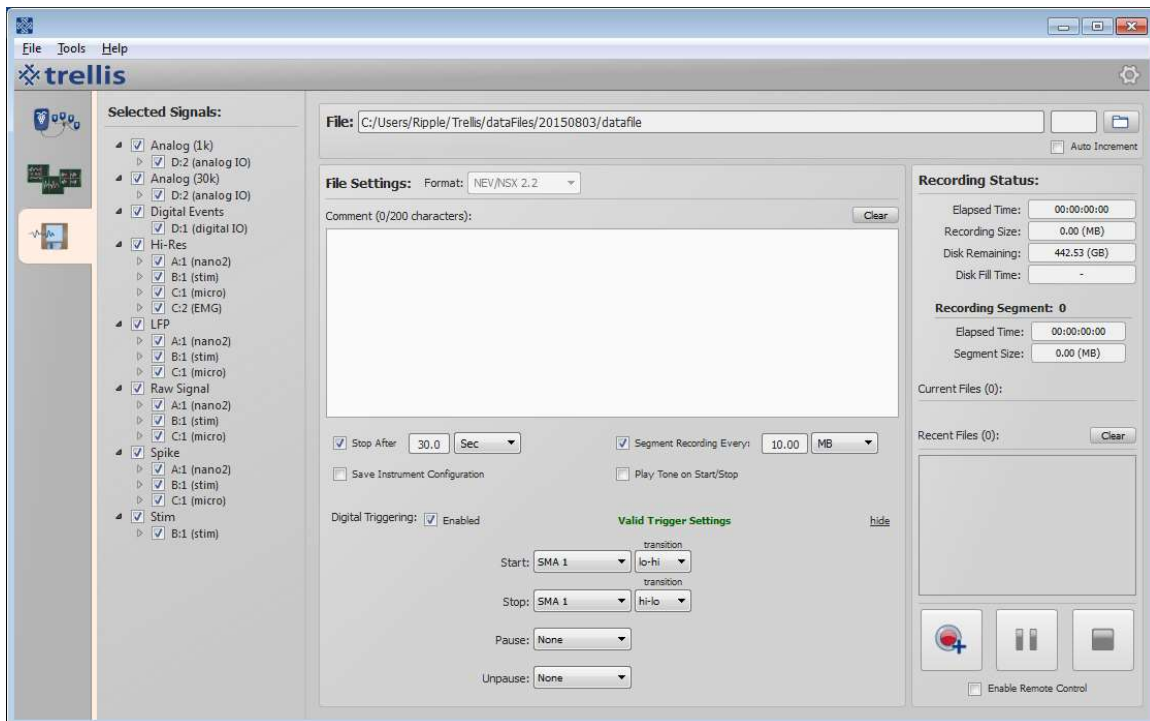 File Tools Help
trellis
Selected Signals:
Analog (1k)
D:2 (analog IO)
Analog (30k)
D:2 (analog IO)
Digital Events
D:1 (digital IO)
Hi-Res
A:1 (nano2)
B:1 (stim)
C:1 (micro)
C:2 (EMG)
LFP
A:1 (nano2)
B:1 (stim)
C:1 (micro)
Raw Signal
A:1 (nano2)
B:1 (stim)
C:1 (micro)
Spike
A:1 (nano2)
B:1 (stim)
C:1 (micro)
Stim
B:1 (stim)
File: C:/Users/Ripple/Trellis/dataFiles/20150803/datafile
Auto Increment
File Settings: Format: NEV/NSX 2.2
Comment (0/200 characters): Clear
Stop After 30.0 Sec Segment Recording Every: 10.00 MB
Save Instrument Configuration Play Tone on Start/Stop
Digital Triggering: Enabled Valid Trigger Settings hide
transition
Start: SMA 1 lo-hi
transition
Stop: SMA 1 hi-lo
Pause: None
Unpause: None
Recording Status:
Elapsed Time: 00:00:00:00
Recording Size: 0.00 (MB)
Disk Remaining: 442.53 (GB)
Disk Fill Time: -
Recording Segment: 0
Elapsed Time: 00:00:00:00
Segment Size: 0.00 (MB)
Current Files (0):
Recent Files (0): Clear
Enable Remote Control